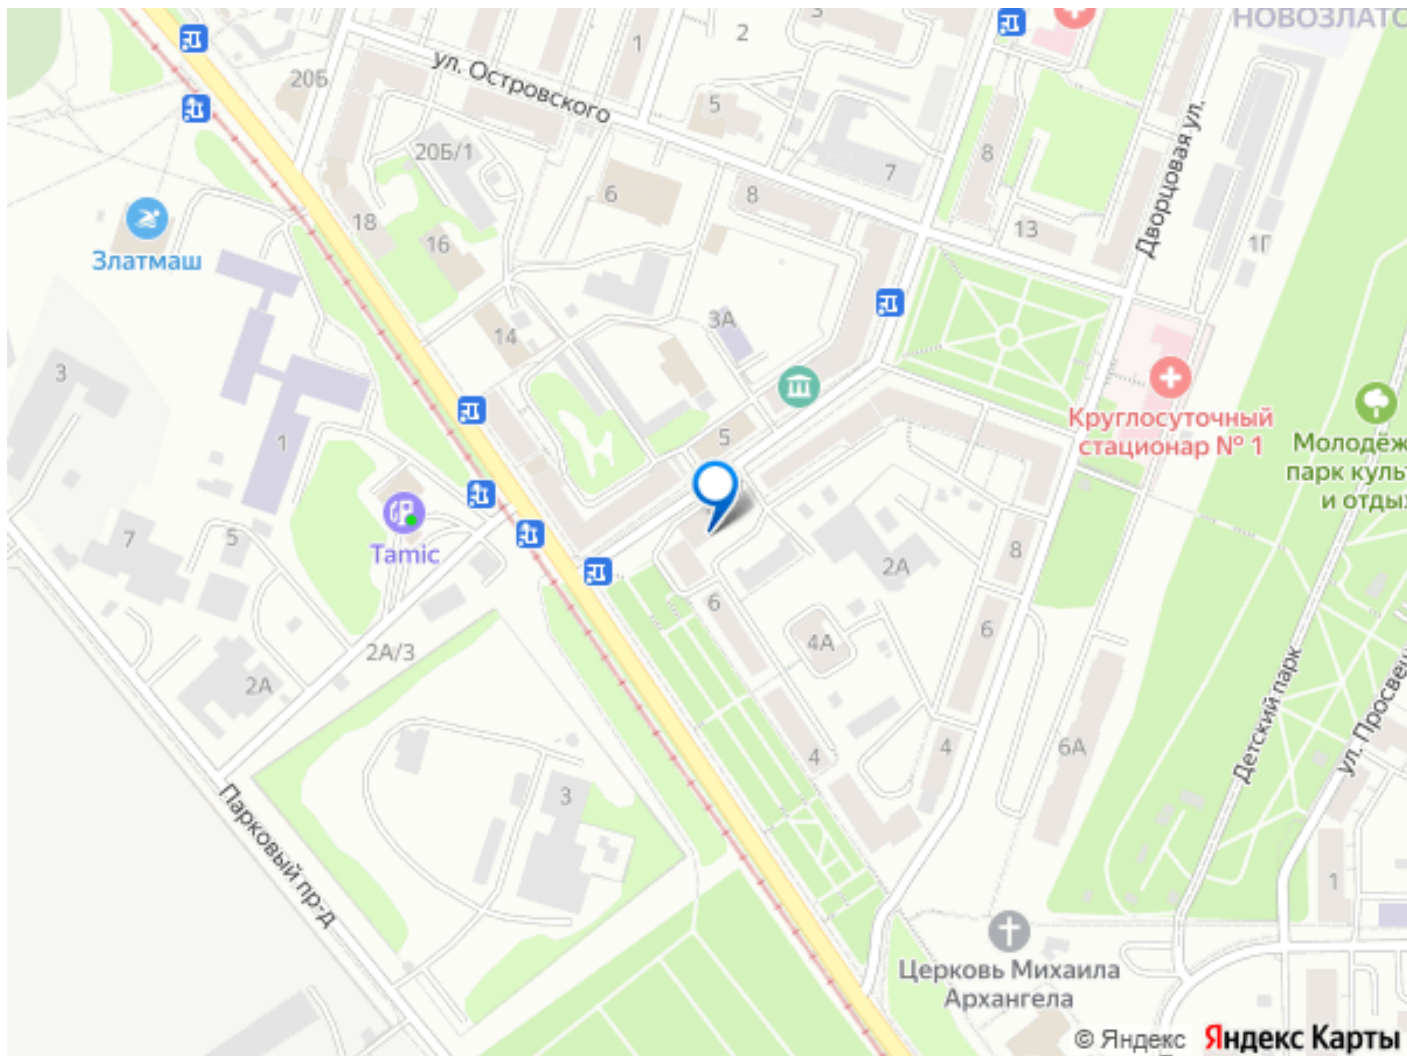 НОВОЗЛАТО
3
2
1
ул. Островского
20Б
5
20Б/1
8
7
Дворцовая ул.
6
8
18
16
13
1Г
Златмаш
3А
14
3
Круглосуточный
стационар № 1
Молодёж
парк куль
и отды
5
1
7
5
Tamic
8
2А
6
6
4А
2А/3
2А
4
4
6А
Детский парк
ул. Просвещ
3
Парковый пр-д
1
Церковь Михаила
Архангела
© Яндекс Яндекс Карты